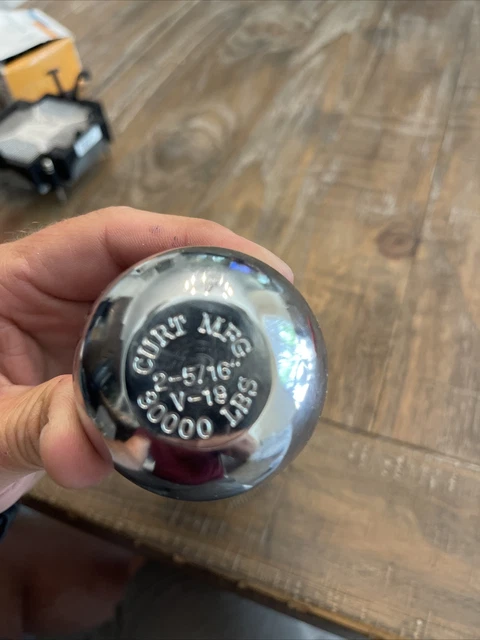 CURT MFG.
2-5/16"
V-18
30000 LBS